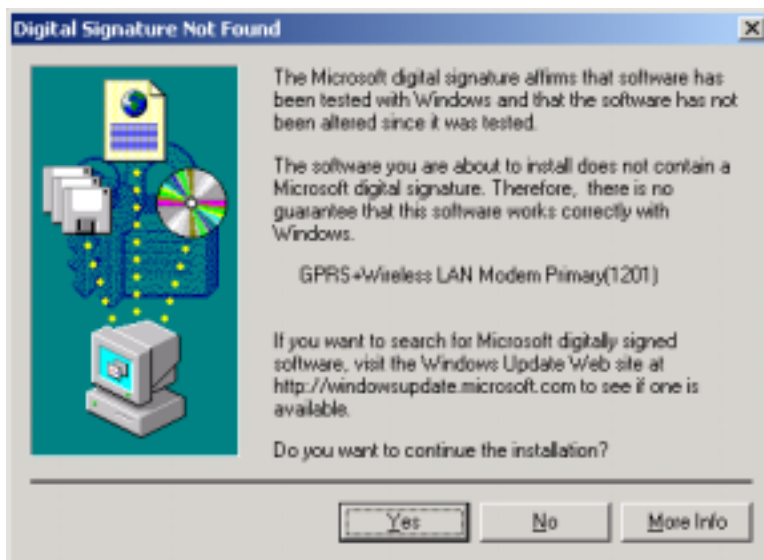 Digital Signature Not Found
The Microsoft digital signature affirms that software has
been tested with Windows and that the software has not
been altered since it was tested.
The software you are about to install does not contain a
Microsoft digital signature. Therefore, there is no
guarantee that this software works correctly with
Windows.
GPRS+Wireless LAN Modem Primary(1201)
If you want to search for Microsoft digitally signed
software, visit the Windows Update Web site at
http://windowsupdate.microsoft.com to see if one is
available.
Do you want to continue the installation?
Yes No More Info